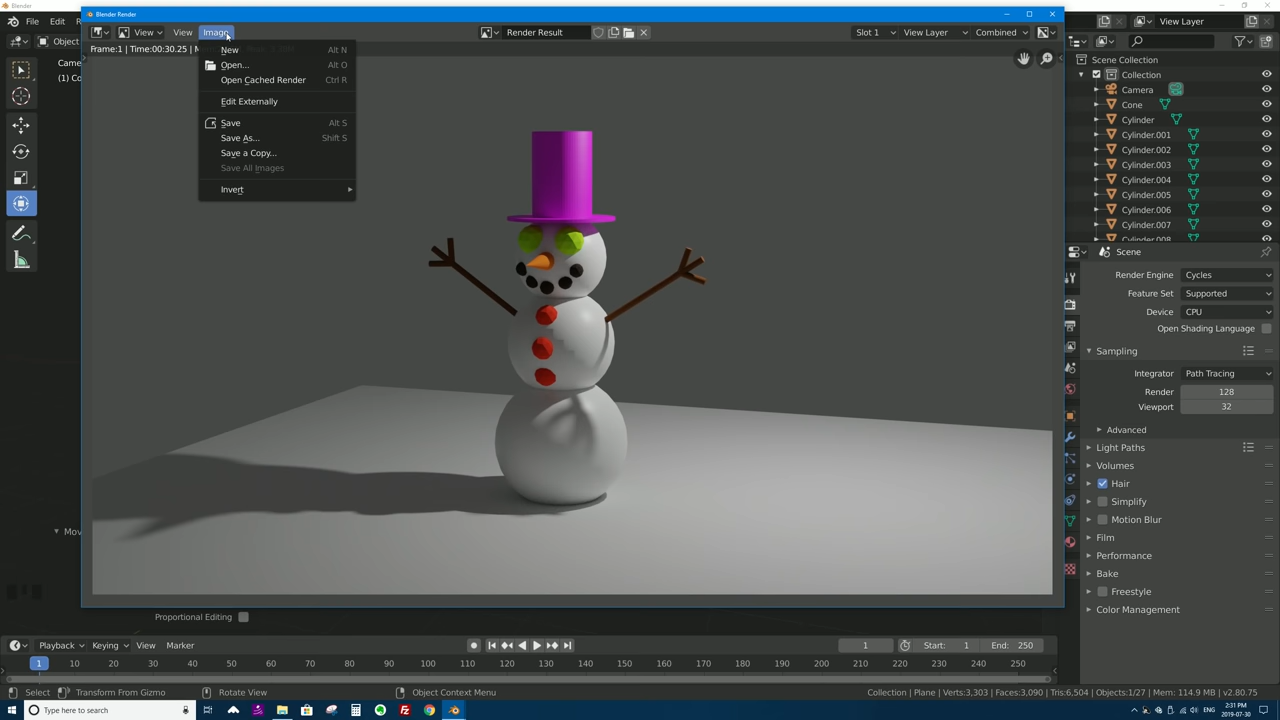 Blender
Blender Render
File
Edit
View
View
Image
Render Result
Slot 1
View Layer
Combined
View Layer
Object
Frame:1 | Time:00:30.25 |
New Alt N
Open... Alt O
Open Cached Render Ctrl R
Edit Externally
Save Alt S
Save As... Shift S
Save a Copy...
Save All Images
Invert
Came
(1) Co
Scene Collection
Collection
Camera
Cone
Cylinder
Cylinder.001
Cylinder.002
Cylinder.003
Cylinder.004
Cylinder.005
Cylinder.006
Cylinder.007
Cylinder.008
Scene
Render Engine Cycles
Feature Set Supported
Device CPU
Open Shading Language
Sampling
Integrator Path Tracing
Render 128
Viewport 32
Advanced
Light Paths
Volumes
Hair
Simplify
Motion Blur
Film
Performance
Bake
Freestyle
Color Management
Mov
Proportional Editing
Playback Keying View Marker
1 Start: 1 End: 250
1 10 20 30 40 50 60 70 80 90 100 110 120 130 140 150 160 170 180 190 200 210 220 230 240 250
Select Transform From Gizmo Rotate View Object Context Menu Collection | Plane | Verts:3,303 | Faces:3,090 | Tris:6,504 | Objects:1/27 | Mem: 114.9 MB | v2.80.75
Type here to search
ENG
2:31 PM
2019-07-30